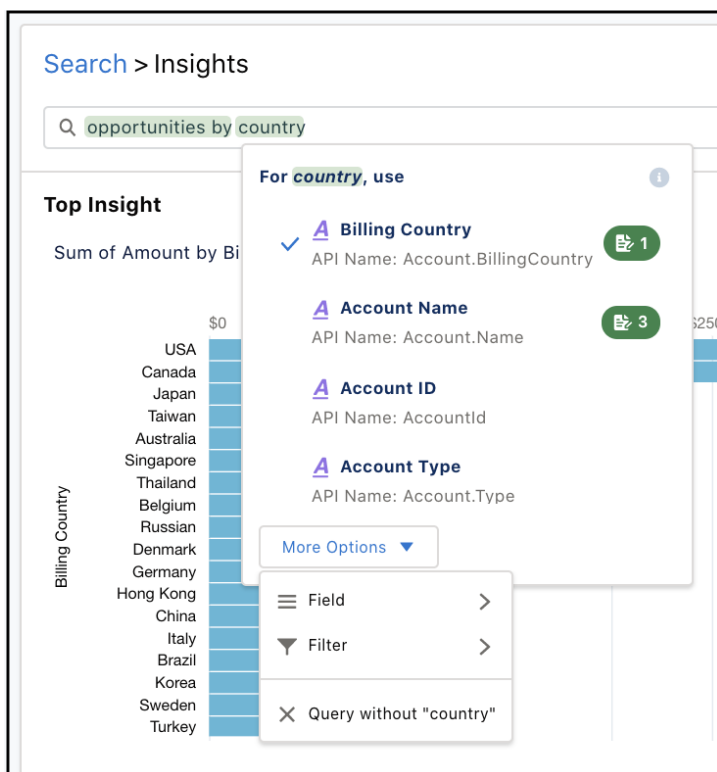 Search > Insights
opportunities by country
For country, use
Top Insight
Billing Country
1
API Name: Account.BillingCountry
Sum of Amount by Bi
Account Name
3
API Name: Account.Name
$0
$250
Account ID
API Name: AccountId
Account Type
API Name: Account.Type
More Options
Field
Filter
Query without "country"
Billing Country
USA
Canada
Japan
Taiwan
Australia
Singapore
Thailand
Belgium
Russian
Denmark
Germany
Hong Kong
China
Italy
Brazil
Korea
Sweden
Turkey